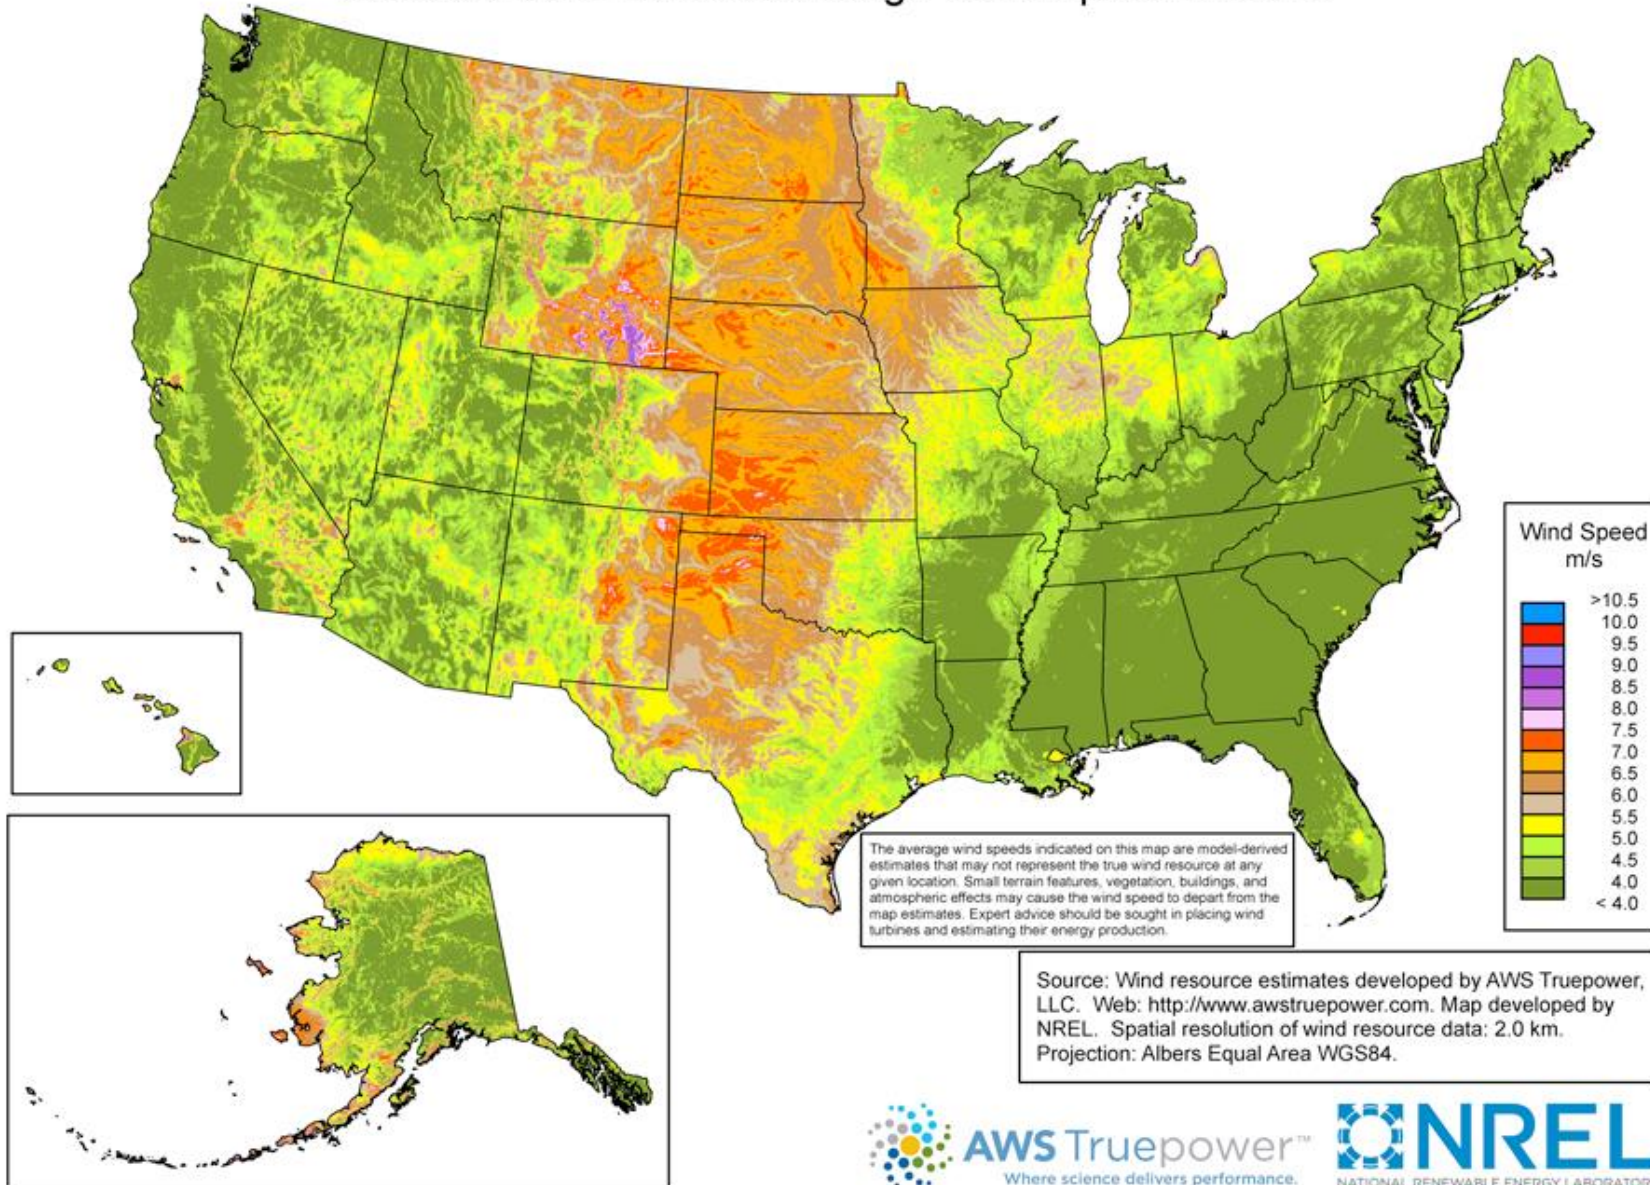 Wind Speed
m/s
>10.5
10.0
9.5
9.0
8.5
8.0
7.5
7.0
6.5
6.0
5.5
5.0
4.5
4.0
< 4.0
The average wind speeds indicated on this map are model-derived
estimates that may not represent the true wind resource at any
given location. Small terrain features, vegetation, buildings, and
atmospheric effects may cause the wind speed to depart from the
map estimates. Expert advice should be sought in placing wind
turbines and estimating their energy production.
Source: Wind resource estimates developed by AWS Truepower,
LLC. Web: http://www.awstruepower.com. Map developed by
NREL. Spatial resolution of wind resource data: 2.0 km.
Projection: Albers Equal Area WGS84.
AWS Truepower™
Where science delivers performance.
NREL
NATIONAL RENEWABLE ENERGY LABORATOR